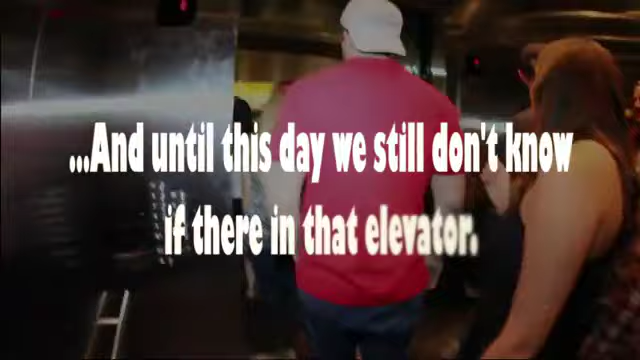 ...And until this day we still don't know
if there in that elevator.